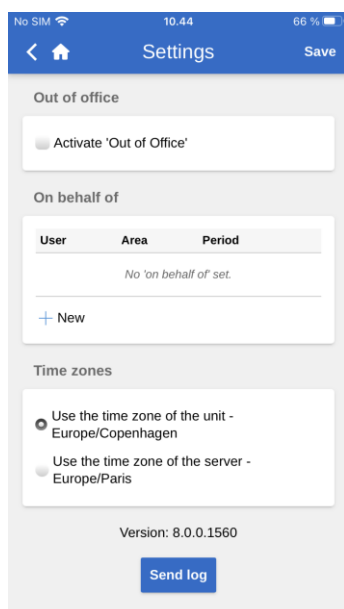 No SIM 10.44 66 %
Settings Save
Out of office
Activate 'Out of Office'
On behalf of
User Area Period
No 'on behalf of' set.
+ New
Time zones
Use the time zone of the unit -
Europe/Copenhagen
Use the time zone of the server -
Europe/Paris
Version: 8.0.0.1560
Send log